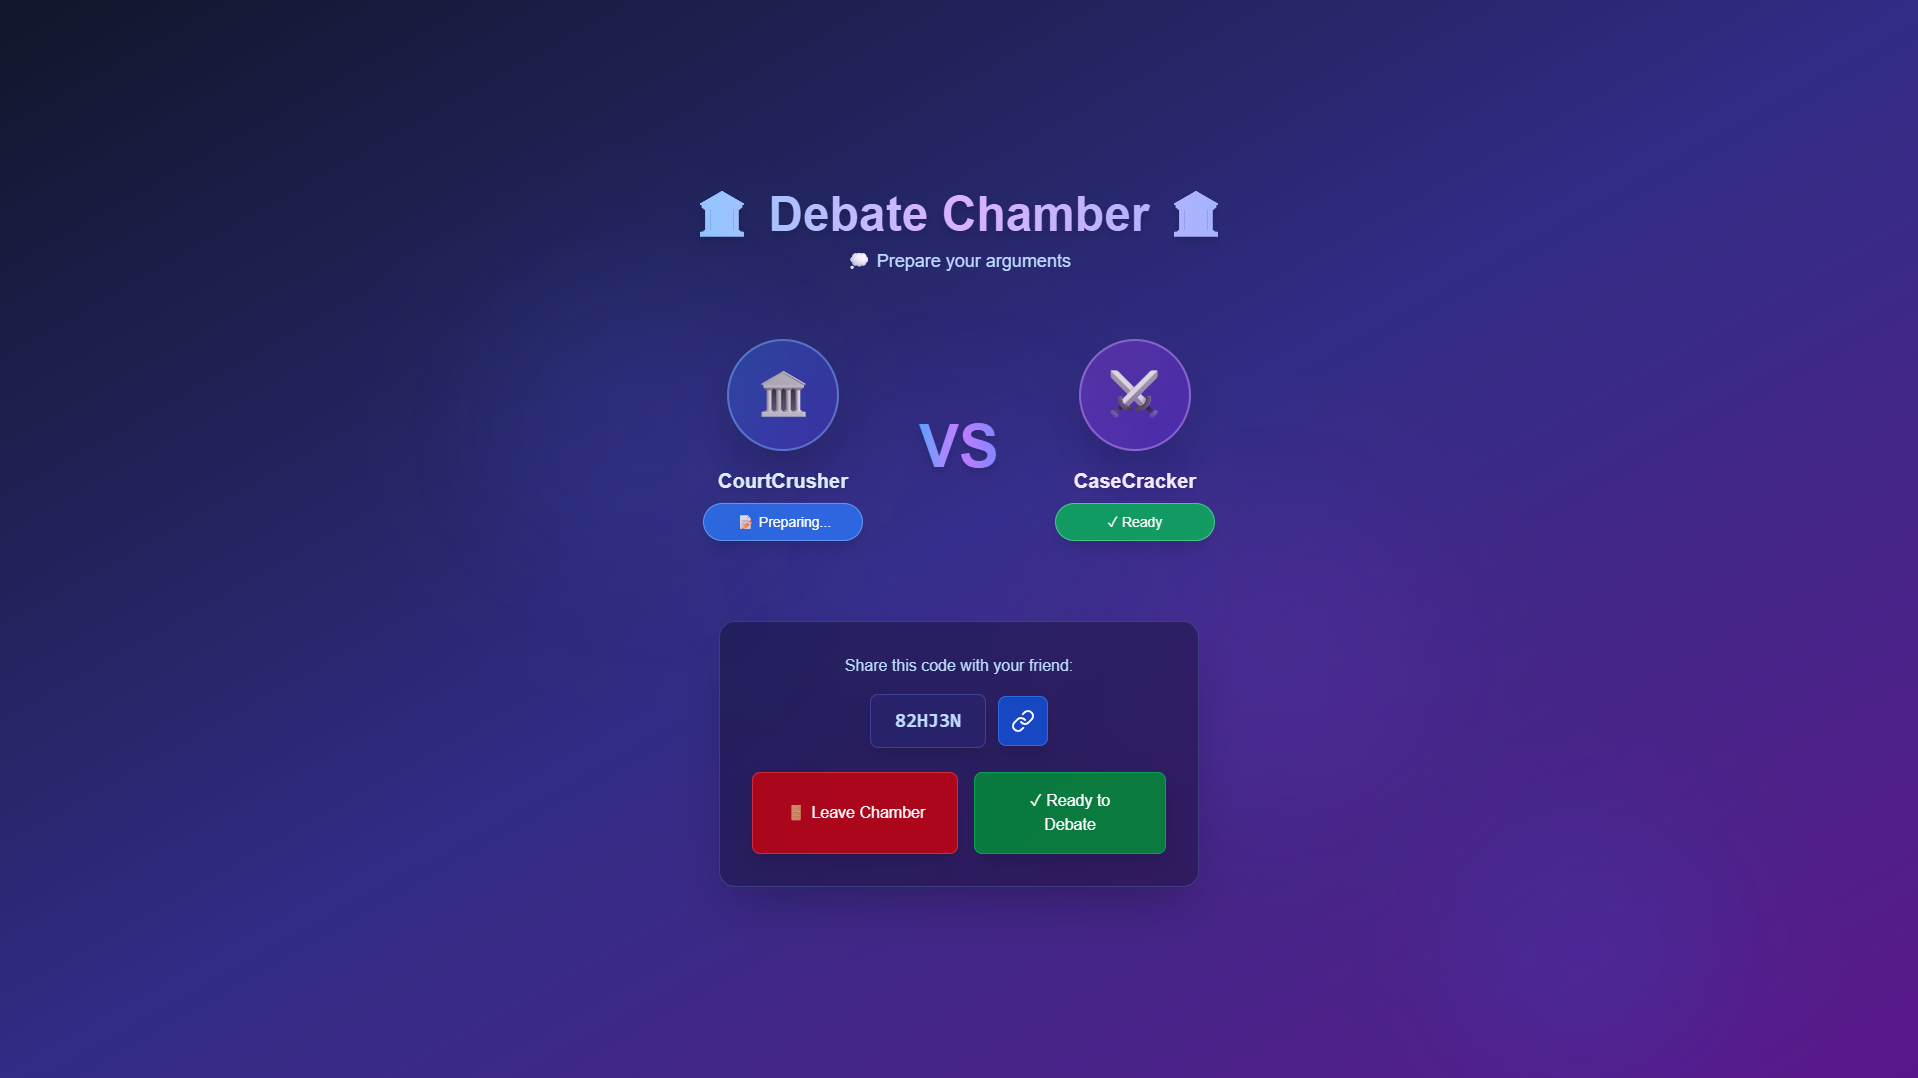 Debate Chamber
Prepare your arguments
VS
CourtCrusher
CaseCracker
Preparing...
✓ Ready
Share this code with your friend:
82HJ3N
Leave Chamber
✓ Ready to
Debate